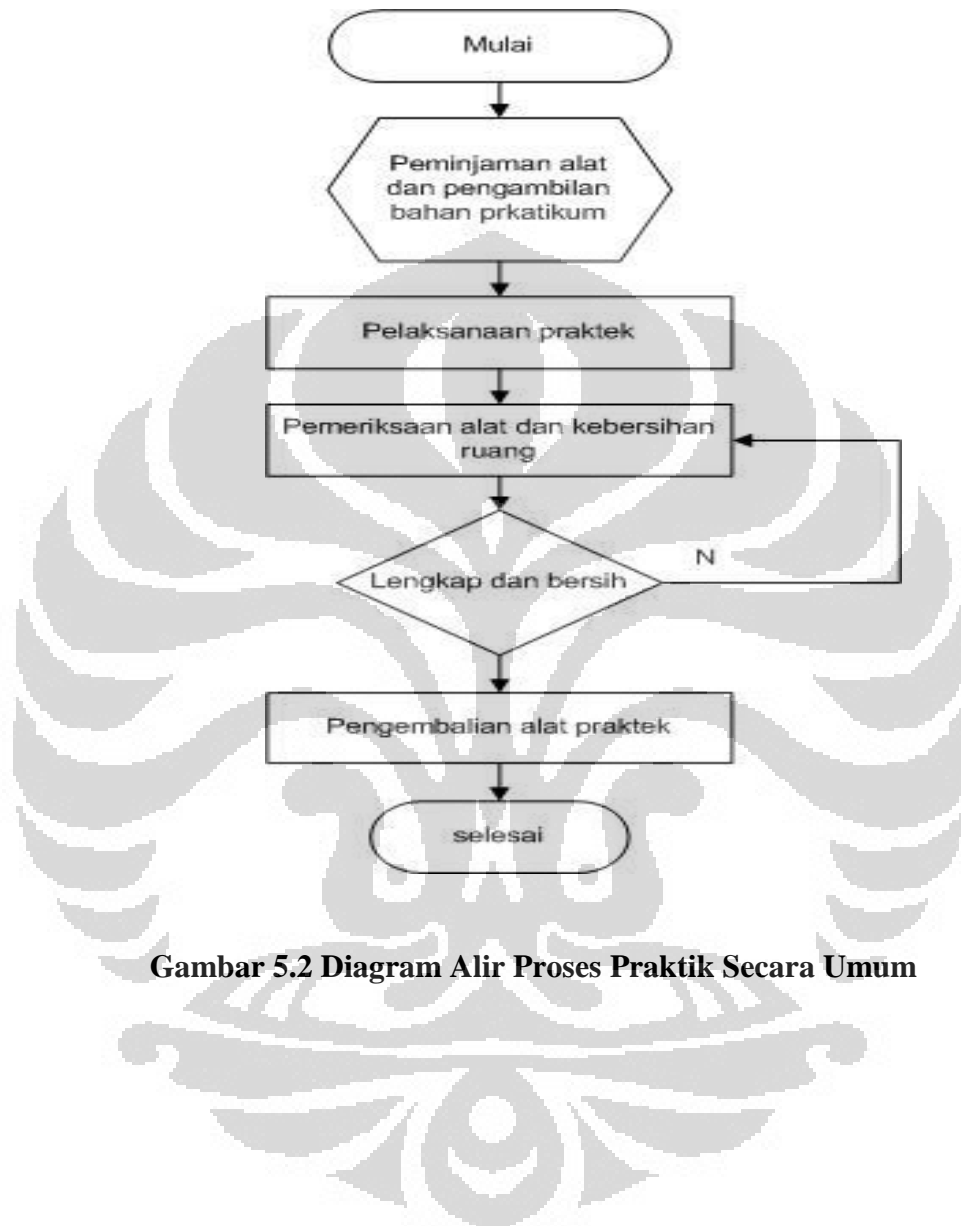 Mulai
Peminjaman alat
dan pengambilan
bahan prkatikum
Pelaksanaan praktek
Pemeriksaan alat dan kebersihan
ruang
Lengkap dan bersih
N
Pengembalian alat praktek
selesai
Gambar 5.2 Diagram Alir Proses Praktik Secara Umum